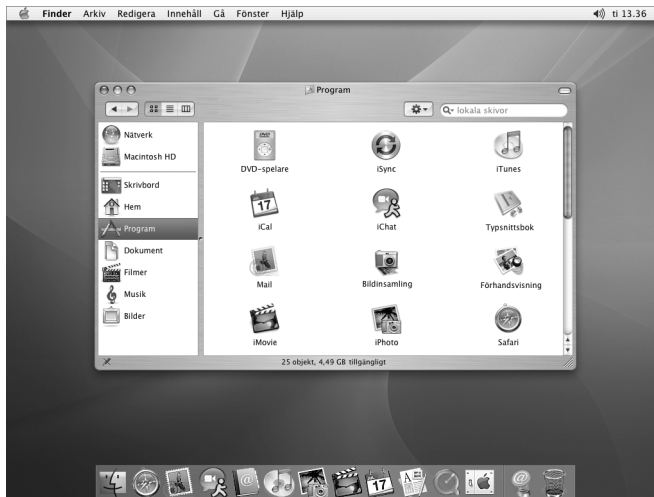 Finder Arkiv Redigera Innehåll Gå Fönster Hjälp ti 13.36
Program
lokala skivor
Nätverk
Macintosh HD
Skrivbord
Hem
Program
Dokument
Filmer
Musik
Bilder
DVD-spelare iSync iTunes
17
iCal iChat Typsnittsbok
Mail Bildinsamling Förhandsvisning
iMovie iPhoto Safari
25 objekt, 4,49 GB tillgängligt
@ 17 @